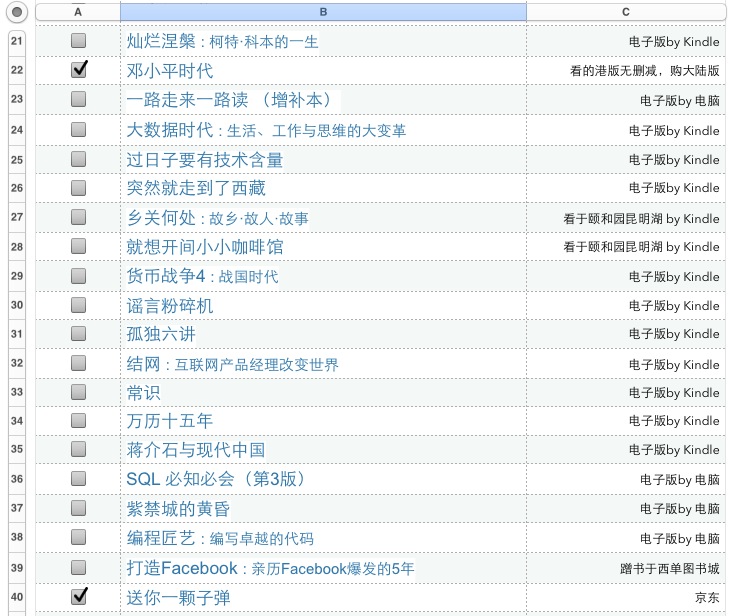 A B C
21 灿烂涅槃 : 柯特·科本的一生 电子版by Kindle
22 邓小平时代 看的港版无删减，购大陆版
23 一路走来一路读 （增补本） 电子版by 电脑
24 大数据时代 : 生活、工作与思维的大变革 电子版by Kindle
25 过日子要有技术含量 电子版by Kindle
26 突然就走到了西藏 电子版by Kindle
27 乡关何处 : 故乡·故人·故事 看于颐和园昆明湖 by Kindle
28 就想开间小小咖啡馆 看于颐和园昆明湖 by Kindle
29 货币战争4 : 战国时代 电子版by Kindle
30 谣言粉碎机 电子版by Kindle
31 孤独六讲 电子版by Kindle
32 结网 : 互联网产品经理改变世界 电子版by Kindle
33 常识 电子版by Kindle
34 万历十五年 电子版by Kindle
35 蒋介石与现代中国 电子版by Kindle
36 SQL 必知必会（第3版） 电子版by 电脑
37 紫禁城的黄昏 电子版by 电脑
38 编程匠艺 : 编写卓越的代码 电子版by 电脑
39 打造Facebook : 亲历Facebook爆发的5年 蹭书于西单图书城
40 送你一颗子弹 京东